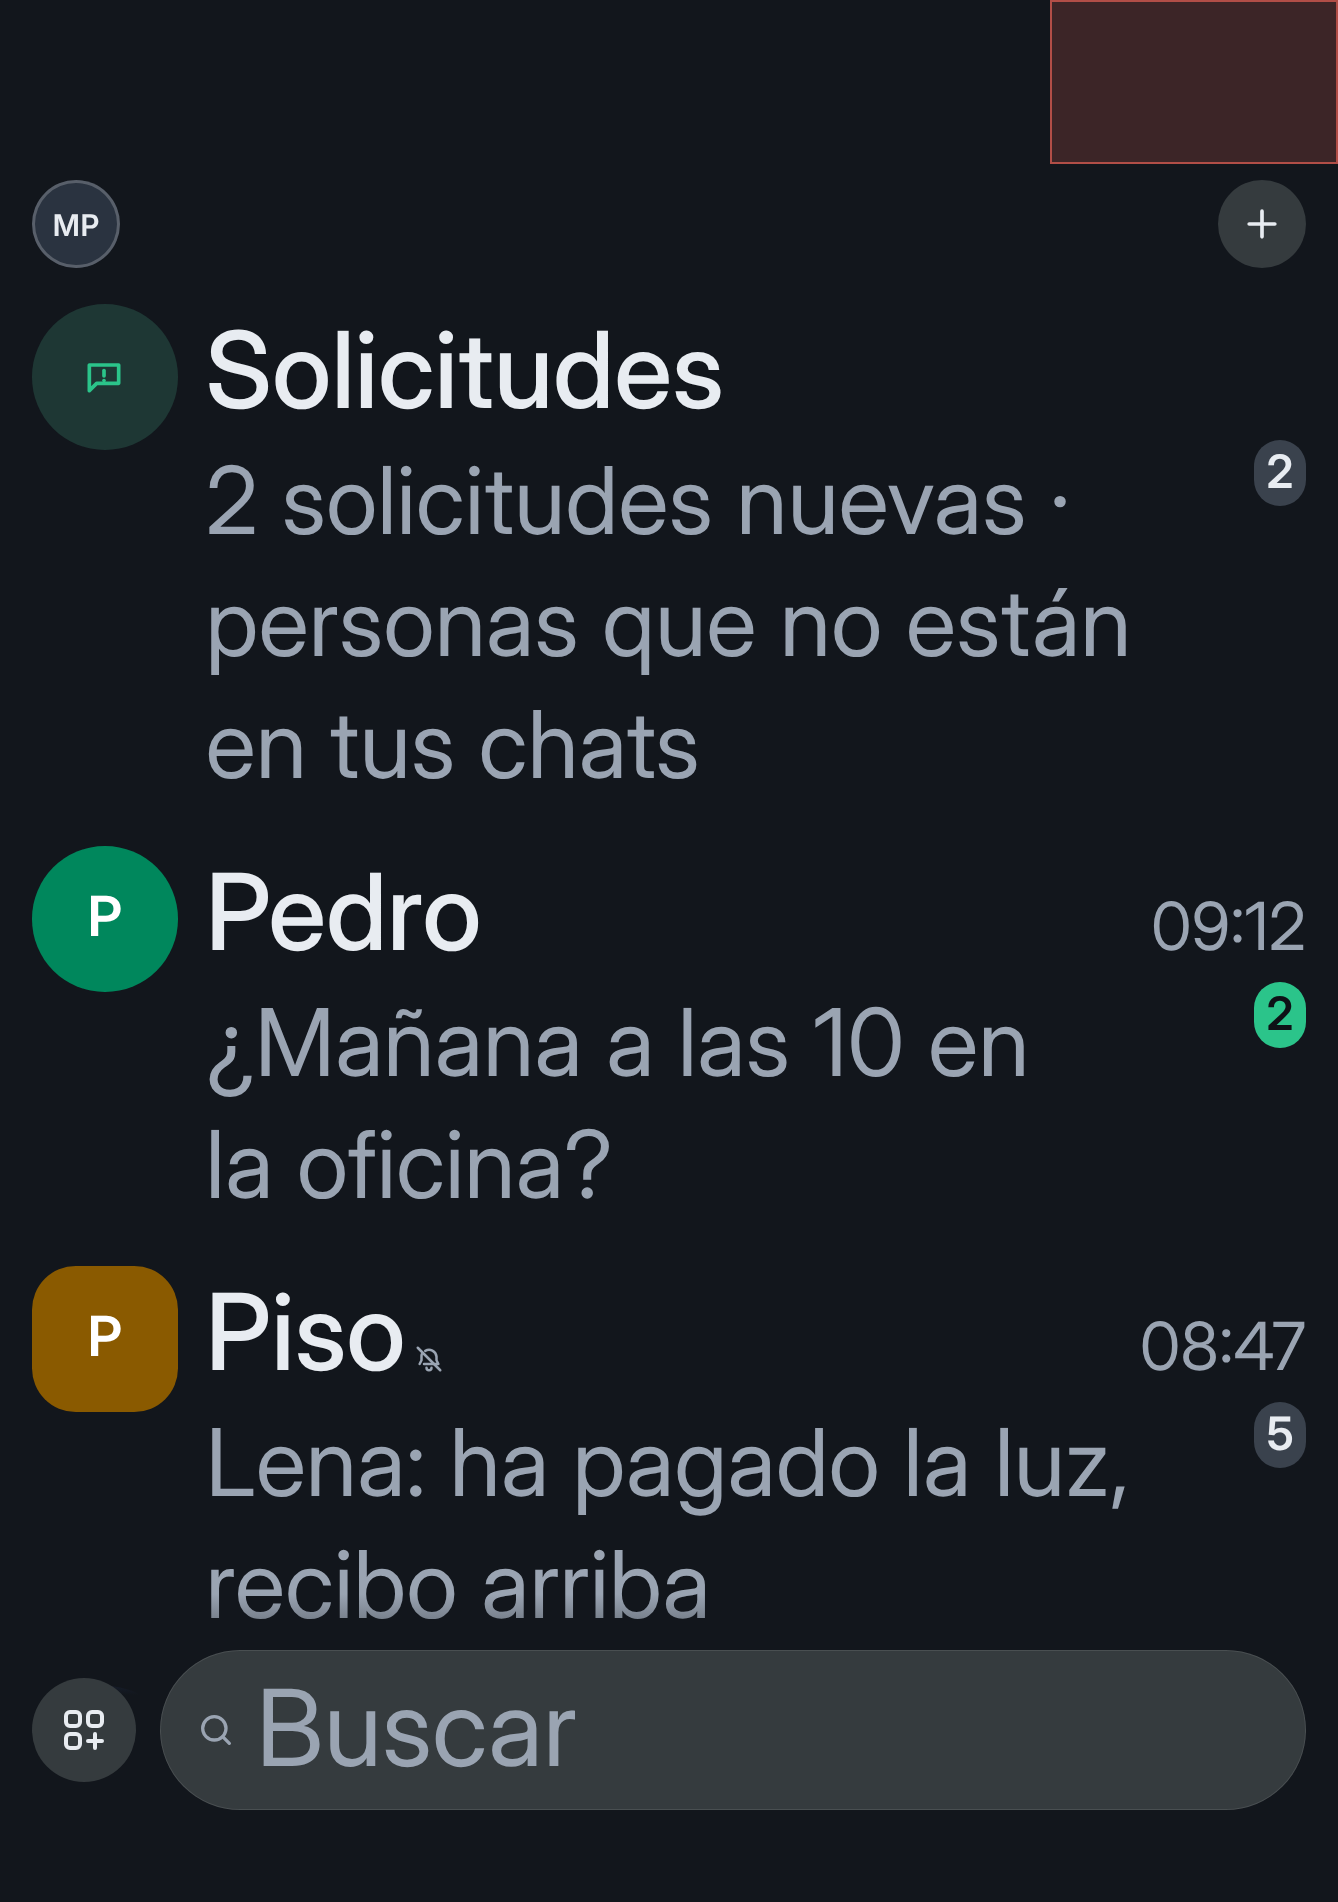 MP
Solicitudes
2 solicitudes nuevas ·
2
personas que no están
en tus chats
P
Pedro
09:12
¿Mañana a las 10 en
2
la oficina?
P
Piso
08:47
Lena: ha pagado la luz,
5
recibo arriba
Buscar